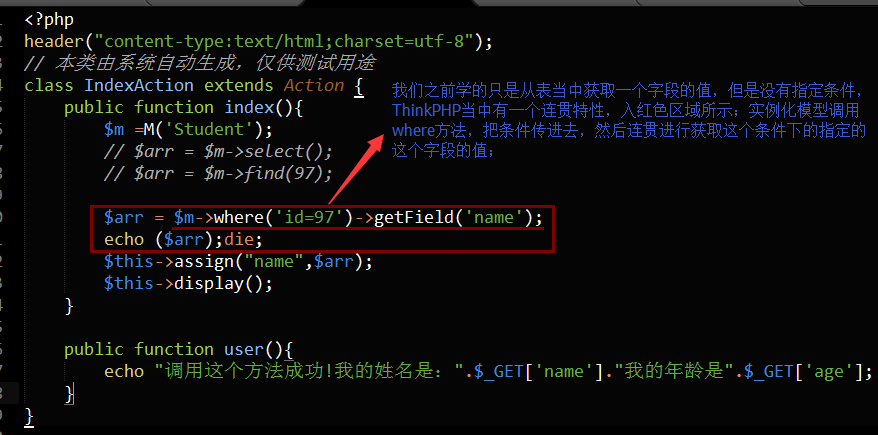 <?php
header("content-type:text/html;charset=utf-8");
// 本类由系统自动生成，仅供测试用途
class IndexAction extends Action {
public function index(){
$m =M('Student');
// $arr = $m->select();
// $arr = $m->find(97);
我们之前学的只是从表当中获取一个字段的值，但是没有指定条件，
ThinkPHP当中有一个连贯特性，入红色区域所示；实例化模型调用
where方法，把条件传进去，然后连贯进行获取这个条件下的指定的
这个字段的值；
$arr = $m->where('id=97')->getField('name');
echo ($arr);die;
$this->assign("name",$arr);
$this->display();
}
public function user(){
echo "调用这个方法成功!我的姓名是：".$_GET['name']."我的年龄是".$_GET['age'];
}
}